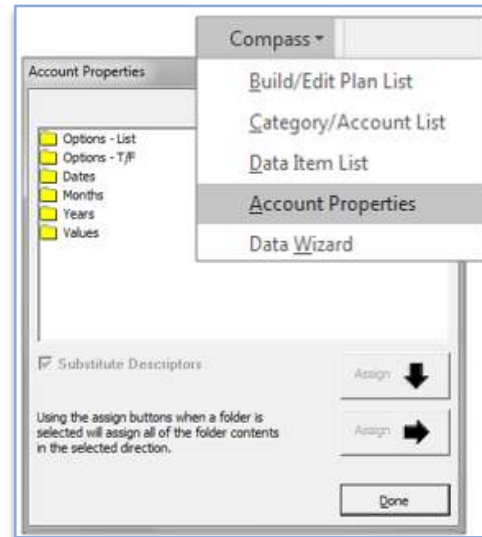 Compass
Build/Edit Plan List
Category/Account List
Data Item List
Account Properties
Data Wizard
Account Properties
Options - List
Options - T/F
Dates
Months
Years
Values
Substitute Descriptors
Assign
Using the assign buttons when a folder is
selected will assign all of the folder contents
in the selected direction.
Assign
Done